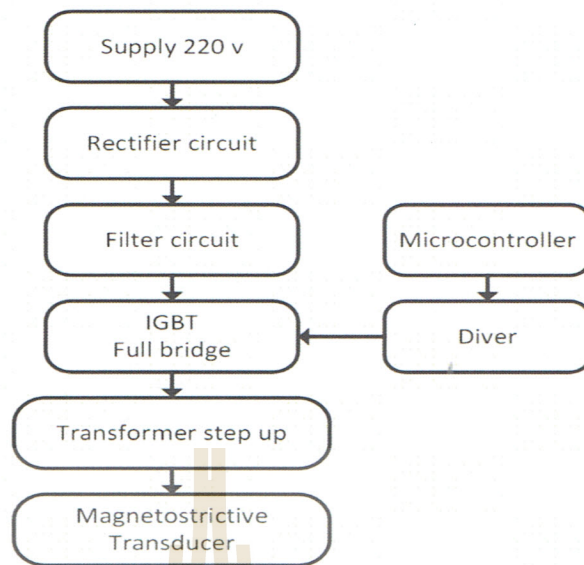 Supply 220 v
Rectifier circuit
Filter circuit
Microcontroller
IGBT
Full bridge
Diver
Transformer step up
Magnetostrictive
Transducer